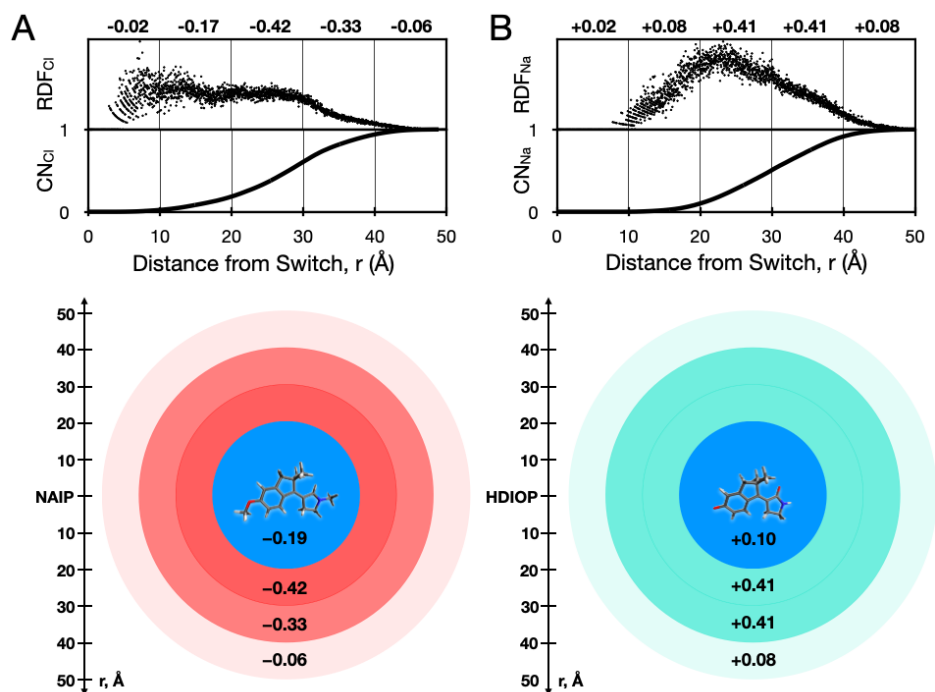 A
-0.02 -0.17 -0.42 -0.33 -0.06
RDFCl
1
CNCl
0
0 10 20 30 40 50
Distance from Switch, r (Å)
B
+0.02 +0.08 +0.41 +0.41 +0.08
RDFNa
1
CNNa
0
0 10 20 30 40 50
Distance from Switch, r (Å)
50
40
30
20
10
NAIP
10
20
30
40
50
r, Å
−0.19
−0.42
−0.33
−0.06
50
40
30
20
10
HDIOP
10
20
30
40
50
r, Å
+0.10
+0.41
+0.41
+0.08